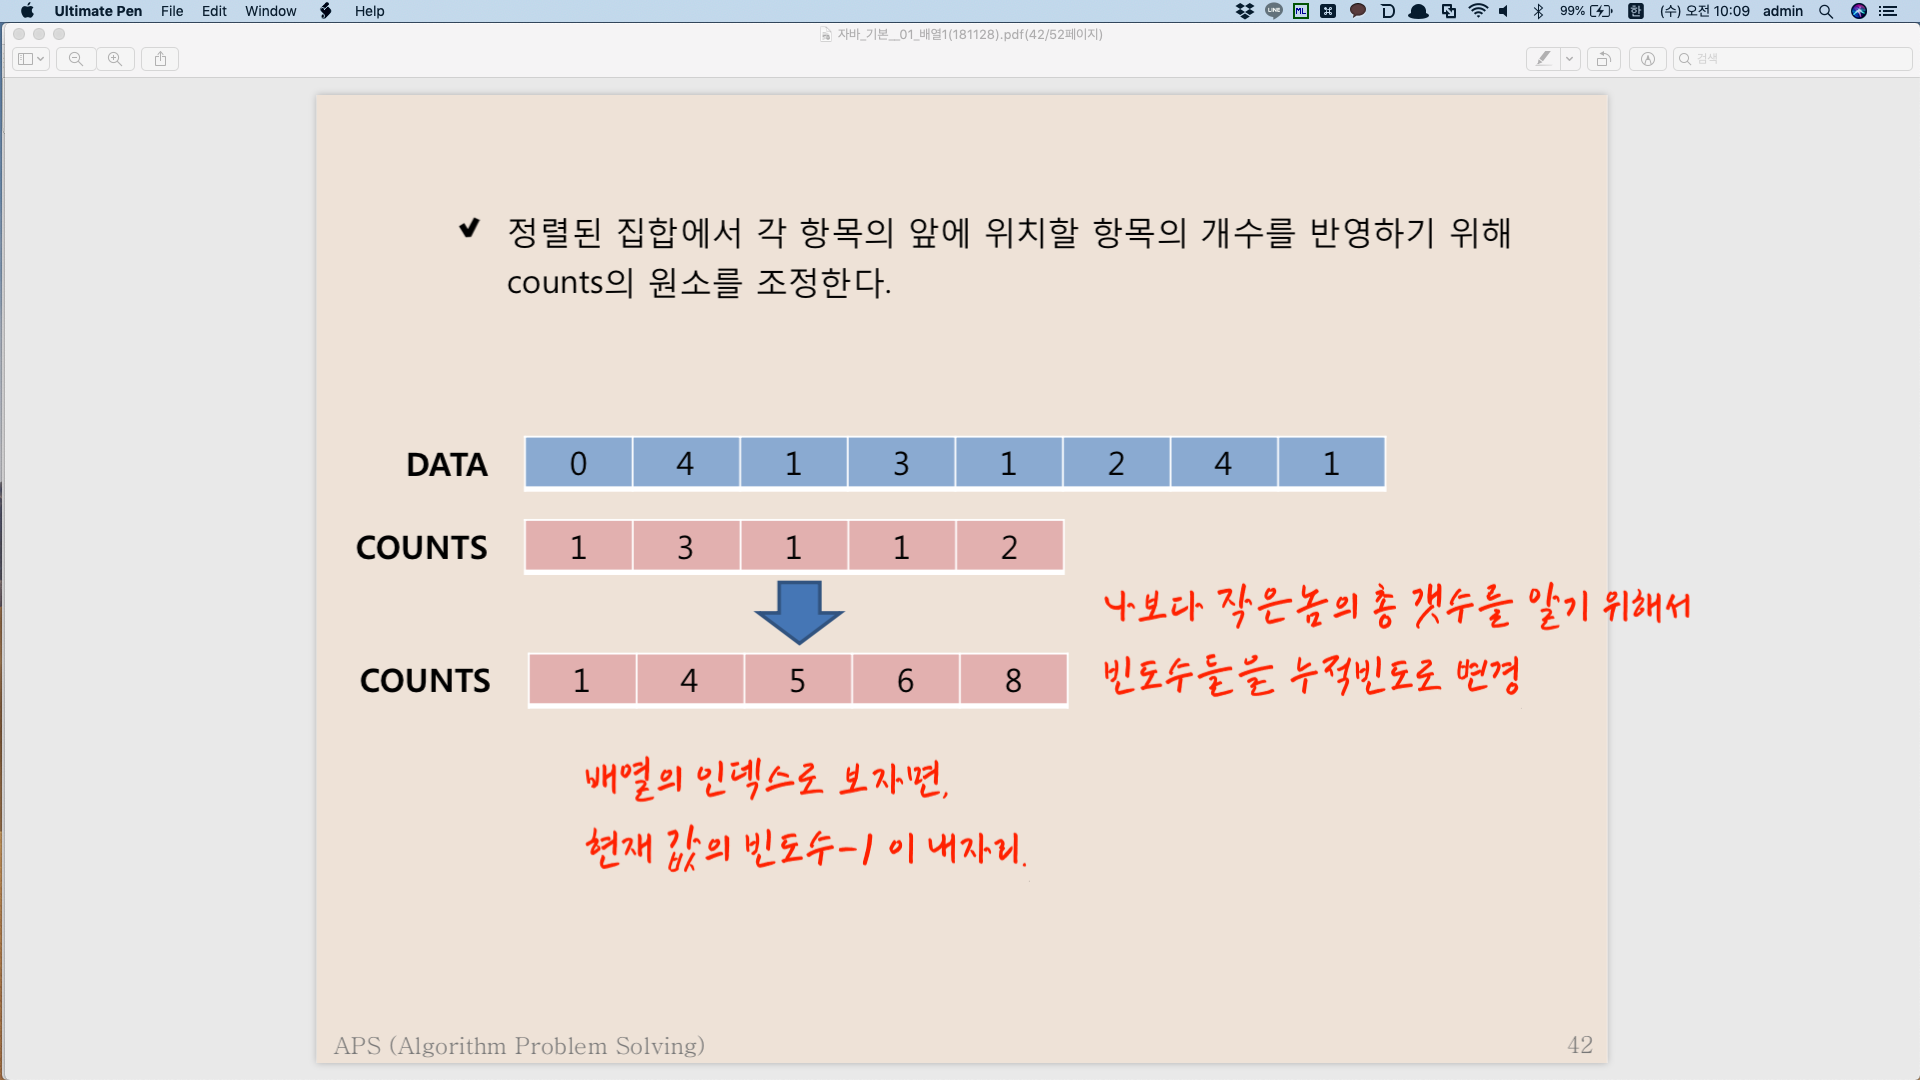 Ultimate Pen File Edit Window Help
99% 한 (수) 오전 10:09 admin
자바_기본__01_배열1(181128).pdf(42/52페이지)
검색
✔ 정렬된 집합에서 각 항목의 앞에 위치할 항목의 개수를 반영하기 위해
counts의 원소를 조정한다.
DATA 0 4 1 3 1 2 4 1
COUNTS 1 3 1 1 2
나보다 작은놈의 총 갯수를 알기 위해서
COUNTS 1 4 5 6 8
빈도수들을 누적빈도로 변경
배열의 인덱스로 보자면,
현재 값의 빈도수-1 이 내자리.
APS (Algorithm Problem Solving)
42